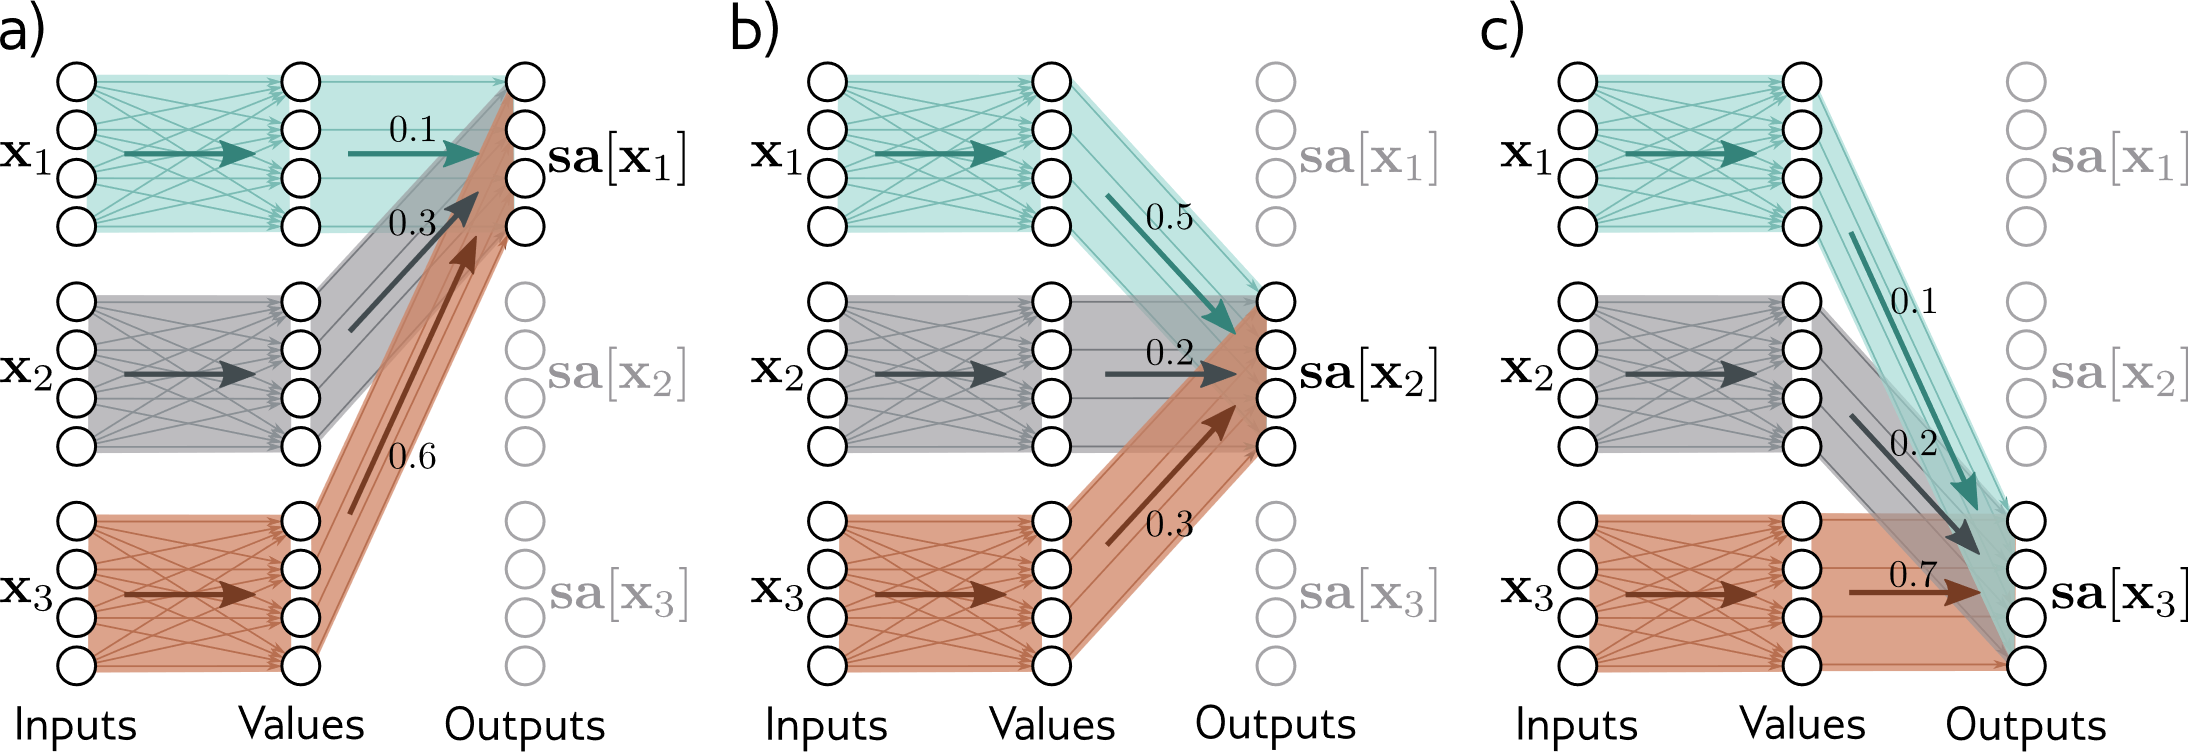 a)
x₁
0.1
sa[x₁]
0.3
x₂
sa[x₂]
0.6
x₃
sa[x₃]
Inputs Values Outputs
b)
x₁
0.5
sa[x₁]
x₂
0.2
sa[x₂]
0.3
x₃
sa[x₃]
Inputs Values Outputs
c)
x₁
sa[x₁]
0.1
x₂
sa[x₂]
0.2
x₃
0.7
sa[x₃]
Inputs Values Outputs